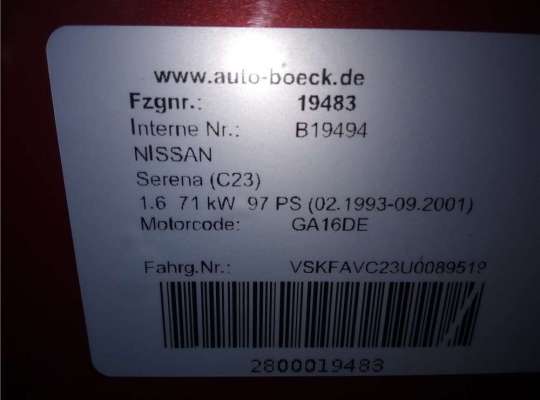 www.auto-boeck.de
Fzgnr.: 19483
Interne Nr.: B19494
NISSAN
Serena (C23)
1.6 71 kW 97 PS (02.1993-09.2001)
Motorcode: GA16DE
Fahrg.Nr.:
2800019483